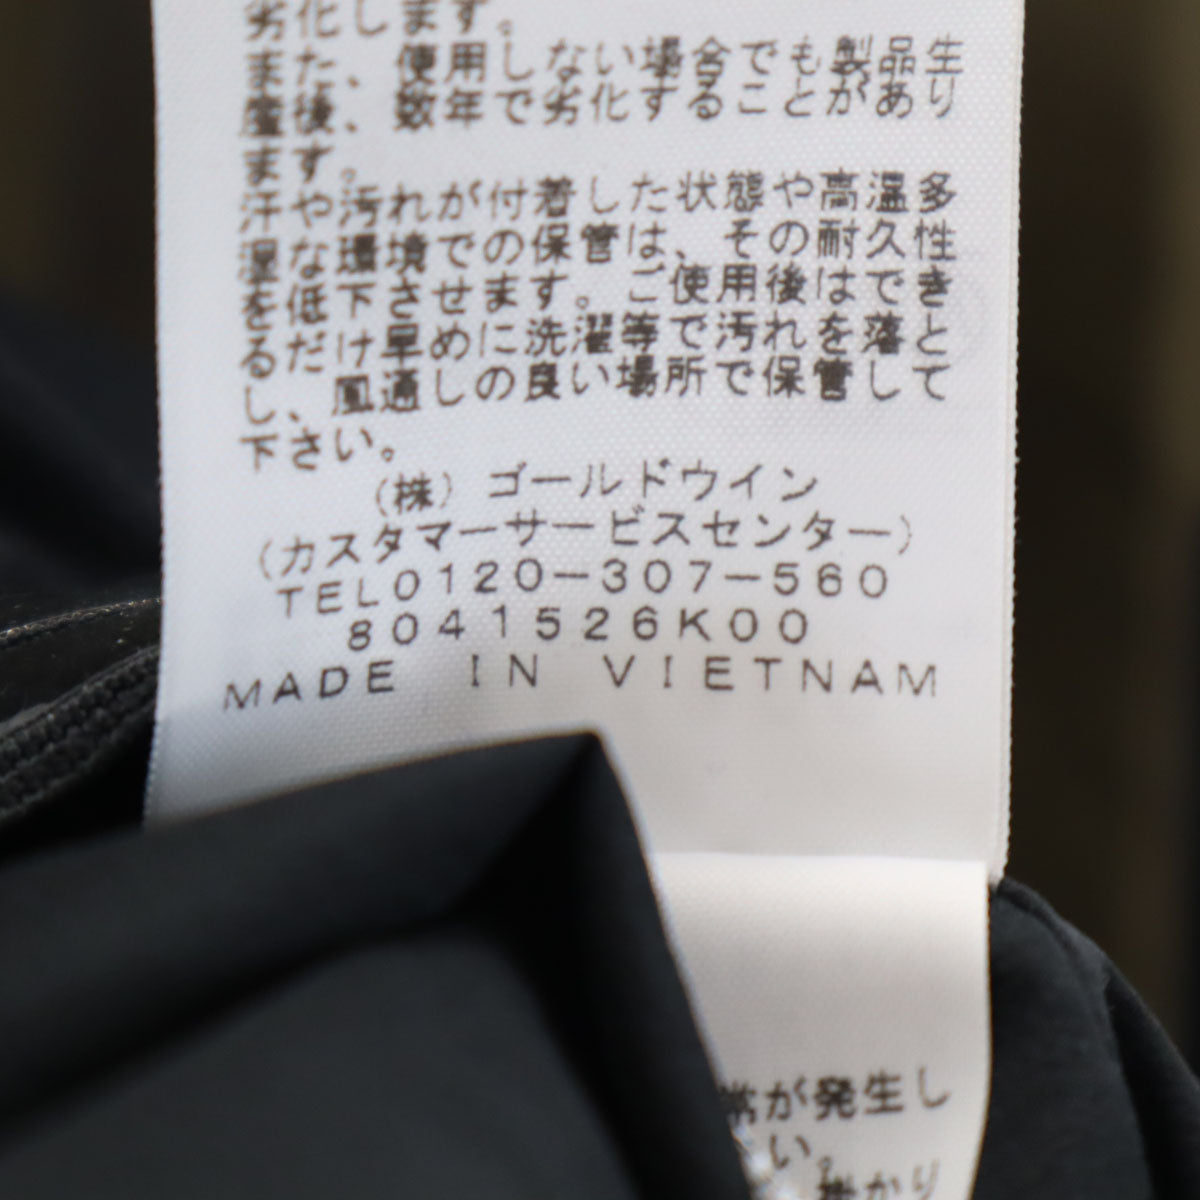 劣化します。
また、使用しない場合でも製品生
産後、数年で劣化することがあり
ます。
汗や汚れが付着した状態や高温多
湿な環境での保管は、その耐久性
を低下させます。ご使用後はでき
るだけ早めに洗濯等で汚れを落と
し、風通しの良い場所で保管して
下さい。
(株)ゴールドウイン
(カスタマーサービスセンター)
TEL0120-307-560
8041526K00
MADE IN VIETNAM
常が発生し
い。
掛かり